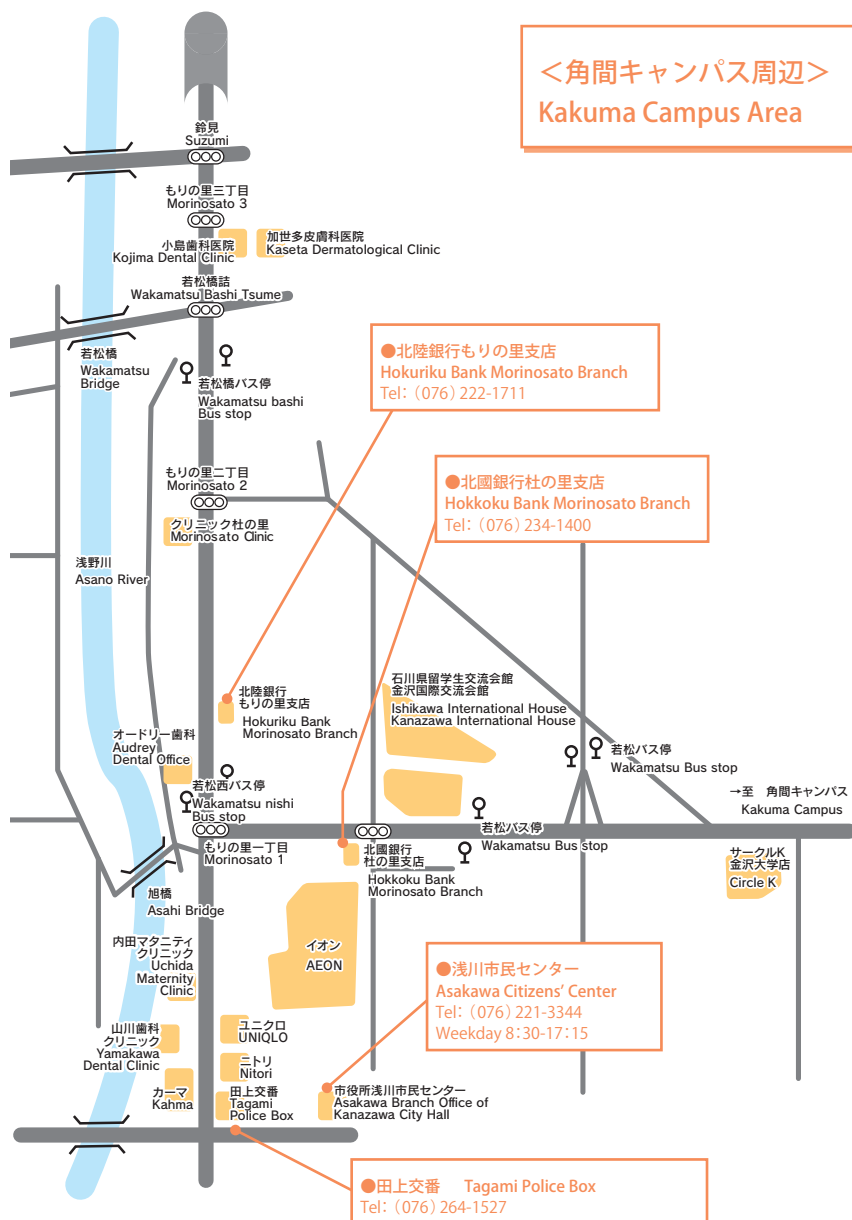 ＜角間キャンパス周辺＞
Kakuma Campus Area
鈴見
Suzumi
もりの里三丁目
Morinosato 3
小島歯科医院
Kojima Dental Clinic
加世多皮膚科医院
Kaseta Dermatological Clinic
若松橋詰
Wakamatsu Bashi Tsume
若松橋
Wakamatsu
Bridge
若松橋バス停
Wakamatsu bashi
Bus stop
●北陸銀行もりの里支店
Hokuriku Bank Morinosato Branch
Tel:（076）222-1711
もりの里二丁目
Morinosato 2
●北國銀行杜の里支店
Hokkoku Bank Morinosato Branch
Tel:（076）234-1400
クリニック杜の里
Morinosato Clinic
浅野川
Asano River
北陸銀行
もりの里支店
Hokuriku Bank
Morinosato Branch
石川県留学生交流会館
金沢国際交流会館
Ishikawa International House
Kanazawa International House
オードリー歯科
Audrey
Dental Office
若松バス停
Wakamatsu Bus stop
若松西バス停
Wakamatsu nishi
Bus stop
→至　角間キャンパス
Kakuma Campus
若松バス停
Wakamatsu Bus stop
もりの里一丁目
Morinosato 1
北國銀行
杜の里支店
Hokkoku Bank
Morinosato Branch
サークルK
金沢大学店
Circle K
旭橋
Asahi Bridge
内田マタニティ
クリニック
Uchida
Maternity
Clinic
イオン
AEON
●浅川市民センター
Asakawa Citizens’ Center
Tel:（076）221-3344
Weekday 8:30-17:15
山川歯科
クリニック
Yamakawa
Dental Clinic
ユニクロ
UNIQLO
ニトリ
Nitori
カーマ
Kahma
田上交番
Tagami
Police Box
市役所浅川市民センター
Asakawa Branch Office of
Kanazawa City Hall
●田上交番　Tagami Police Box
Tel:（076）264-1527